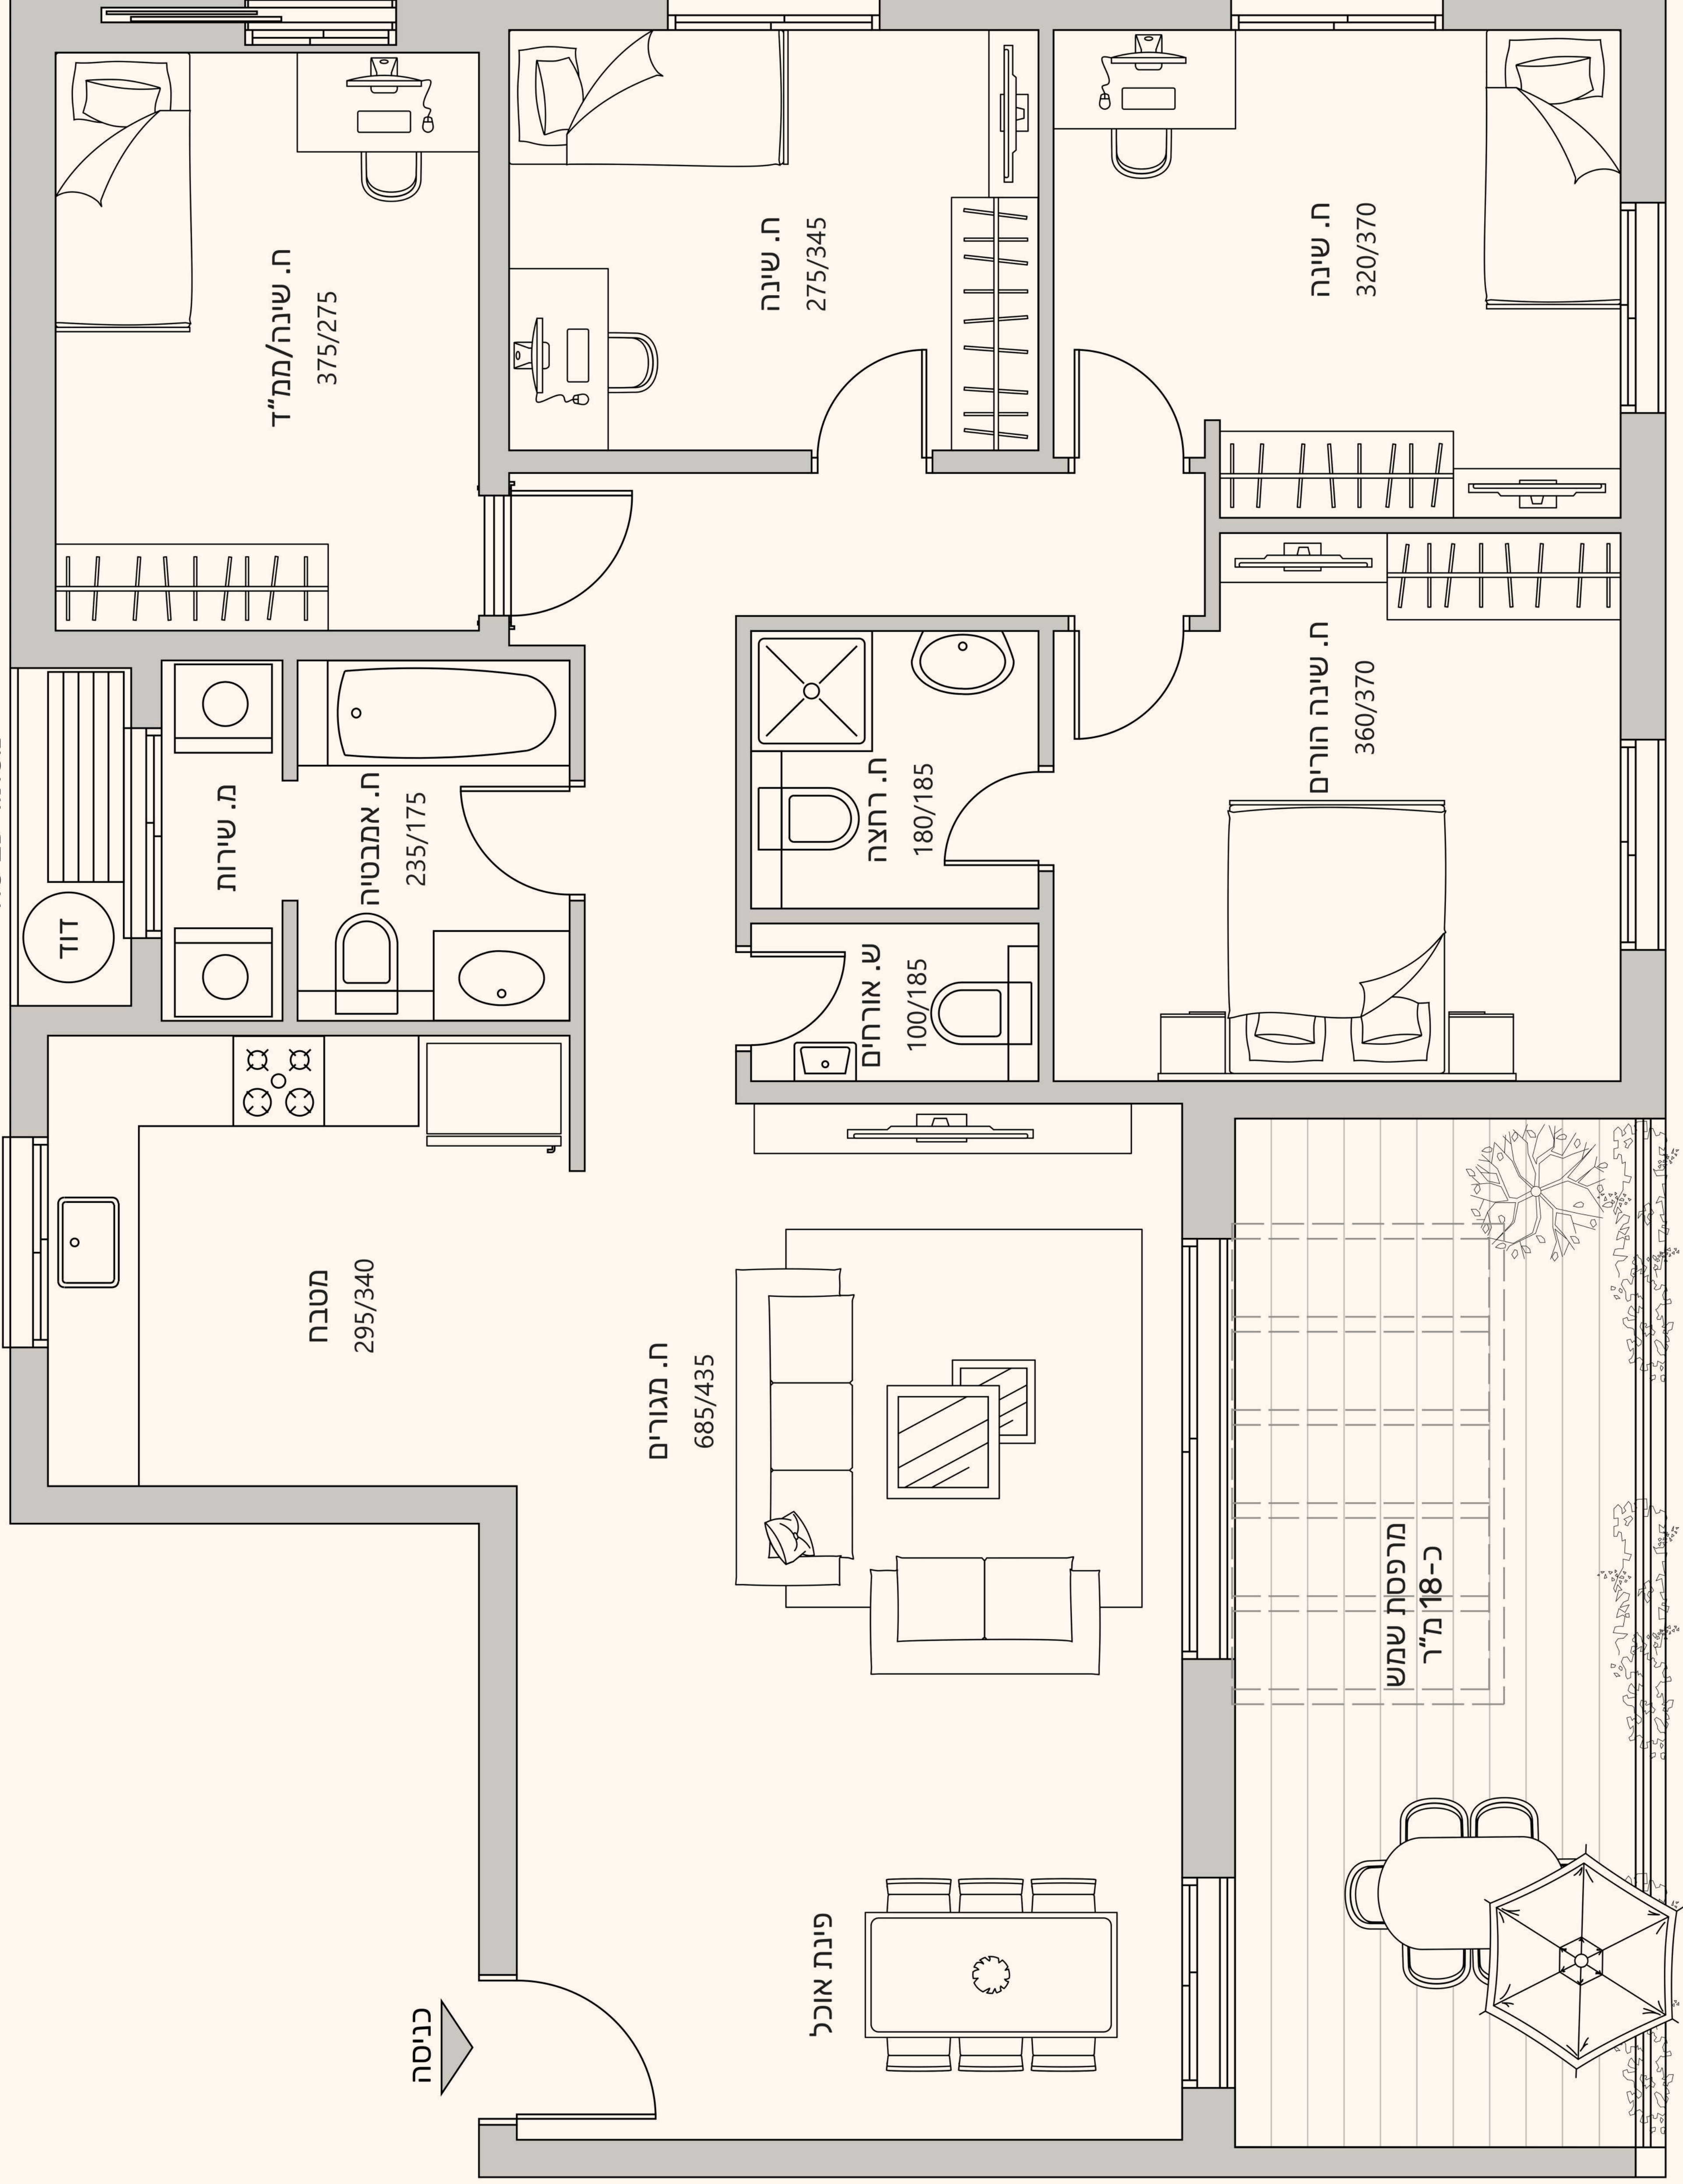 ח. שינה/ממ״ד
375/275
ח. שינה
275/345
ח. שינה
320/370
דוד
מ. שירות
ח. אמבטיה
235/175
ח. רחצה
180/185
ש. אורחים
100/185
ח. שינה הורים
360/370
מטבח
295/340
ח. מגורים
685/435
מרפסת שמש
כ-18 מ״ר
פינת אוכל
כניסה